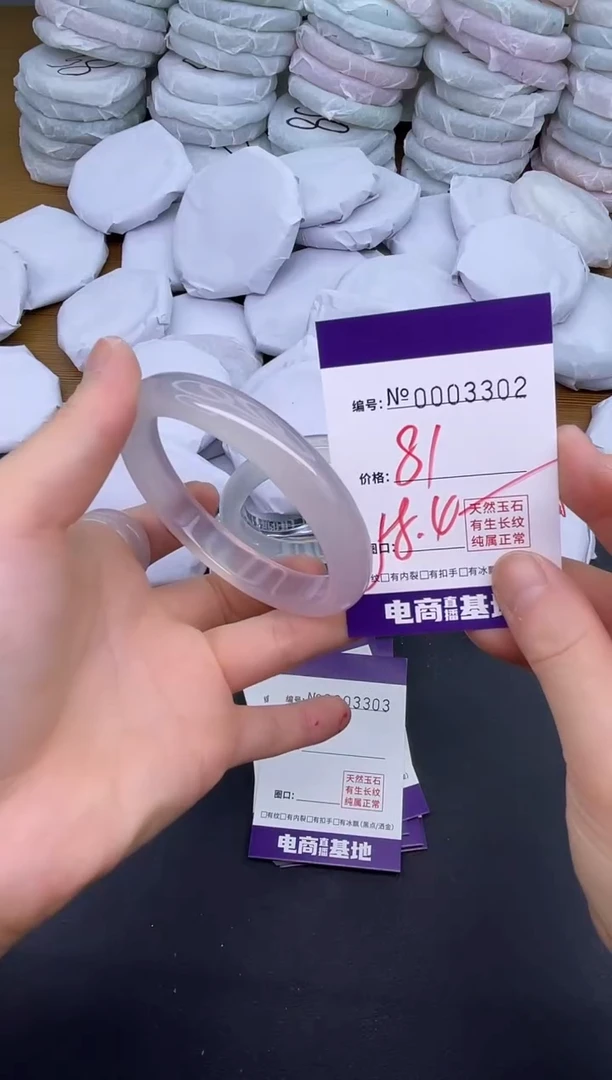 编号: №0003302
价格: 81
圈口: 58.4
天然玉石
有生长纹
纯属正常
纹□有内裂□有扣手□有冰飘
电商直播基地
编号: № 003303
圈口:
天然玉石
有生长纹
纯属正常
□有纹□有内裂□有扣手□有冰飘(黑点/酒金)
电商直播基地